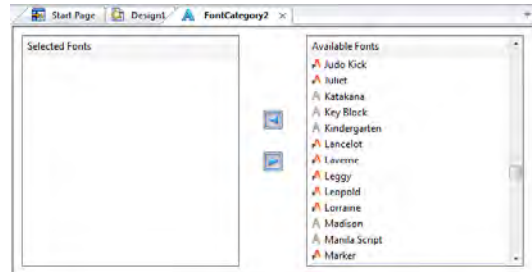 Start Page Design1 FontCategory2 ×
Selected Fonts
Available Fonts
Judo Kick
Juliet
Katakana
Key Block
Kindergarten
Lancelot
Laverne
Leggy
Leopold
Lorraine
Madison
Manila Script
Marker